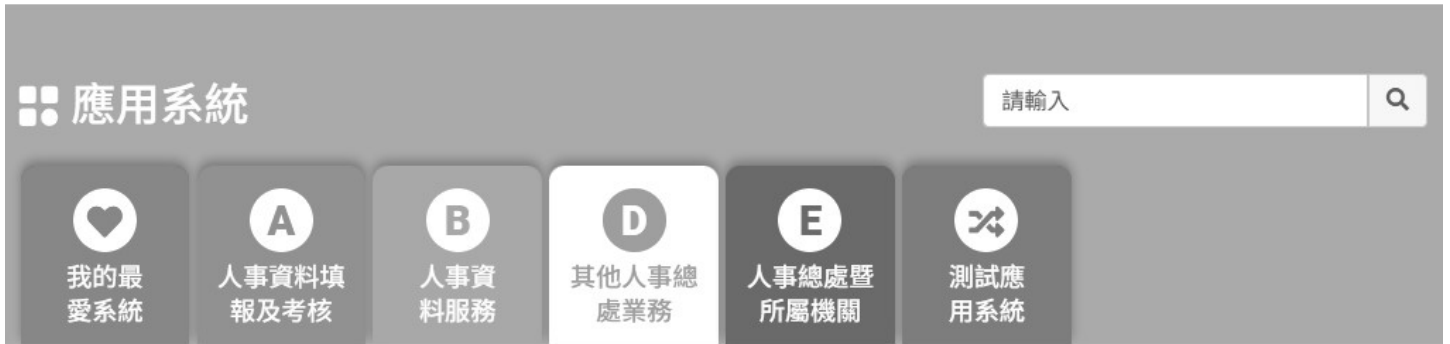 應用系統
請輸入
A
B
D
E
我的最
愛系統
人事資料填
報及考核
人事資
料服務
其他人事總
處業務
人事總處暨
所屬機關
測試應
用系統